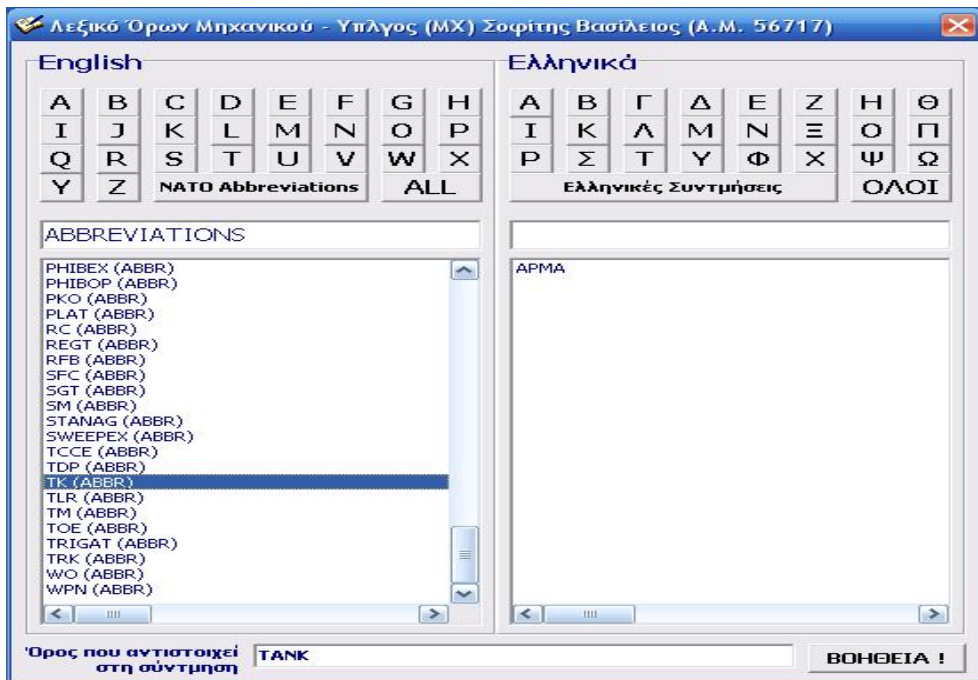 Λεξικό Όρων Μηχανικού - Υπλγος (ΜΧ) Σοφίτης Βασίλειος (Α.Μ. 56717)
English
A B C D E F G H
I J K L M N O P
Q R S T U V W X
Y Z NATO Abbreviations ALL
ABBREVIATIONS
PHIBEX (ABBR)
PHIBOP (ABBR)
PKO (ABBR)
PLAT (ABBR)
RC (ABBR)
REGT (ABBR)
RFB (ABBR)
SFC (ABBR)
SGT (ABBR)
SM (ABBR)
STANAG (ABBR)
SWEEPEX (ABBR)
TCCE (ABBR)
TDP (ABBR)
TK (ABBR)
TLR (ABBR)
TM (ABBR)
TOE (ABBR)
TRIGAT (ABBR)
TRK (ABBR)
WO (ABBR)
WPN (ABBR)
Ελληνικά
Α Β Γ Δ Ε Ζ Η Θ
Ι Κ Λ Μ Ν Ξ Ο Π
Ρ Σ Τ Υ Φ Χ Ψ Ω
Ελληνικές Συντμήσεις ΟΛΟΙ
ΑΡΜΑ
Όρος που αντιστοιχεί
στη σύντμηση
TANK
ΒΟΗΘΕΙΑ !